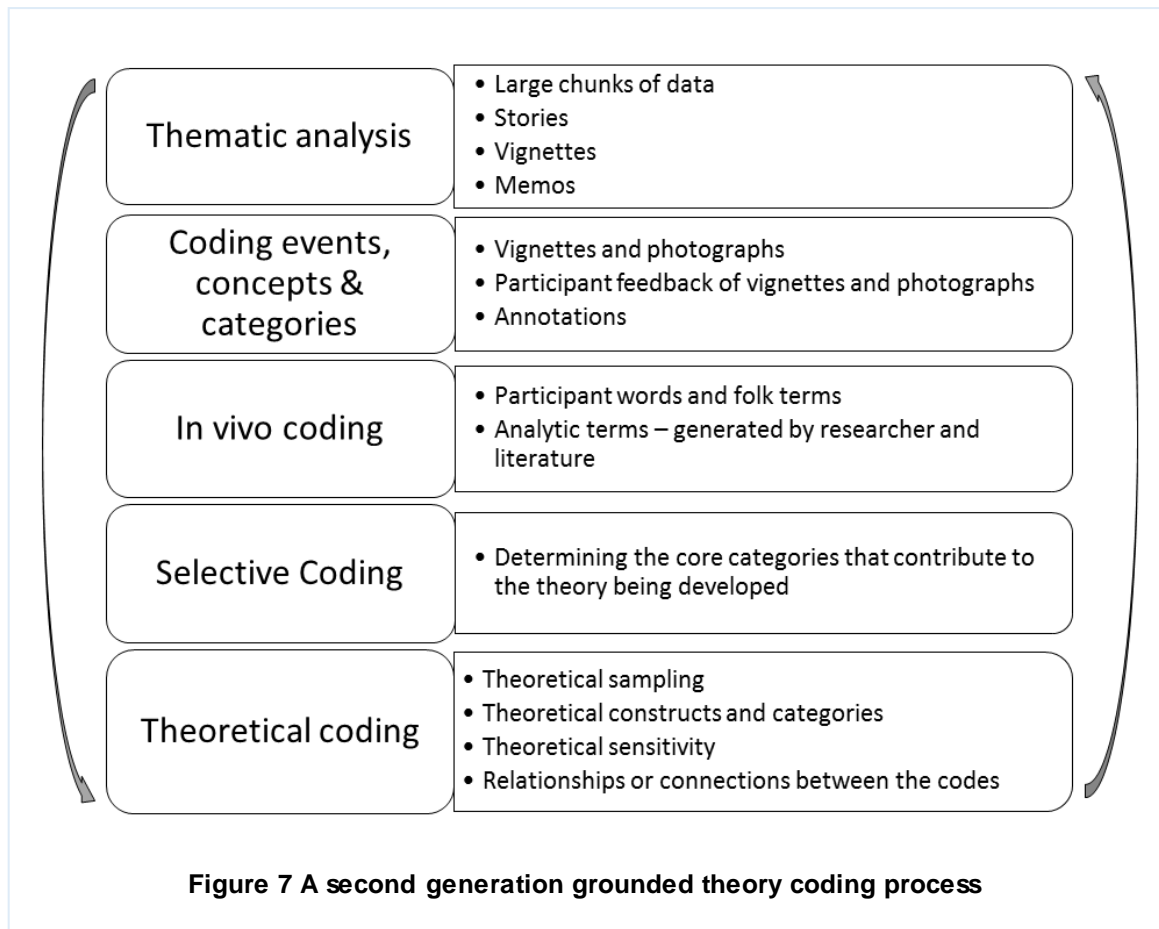 Thematic analysis
• Large chunks of data
• Stories
• Vignettes
• Memos
Coding events,
concepts &
categories
• Vignettes and photographs
• Participant feedback of vignettes and photographs
• Annotations
In vivo coding
• Participant words and folk terms
• Analytic terms – generated by researcher and
literature
Selective Coding
• Determining the core categories that contribute to
the theory being developed
Theoretical coding
• Theoretical sampling
• Theoretical constructs and categories
• Theoretical sensitivity
• Relationships or connections between the codes
Figure 7 A second generation grounded theory coding process